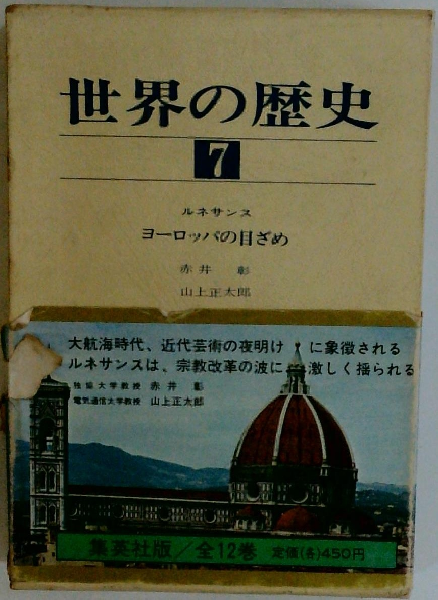 世界の歴史
7
ルネサンス
ヨーロッパの目ざめ
赤井 彰
山上正太郎
大航海時代、近代芸術の夜明け に象徴される
ルネサンスは、宗教改革の波に 激しく揺られる
独協大学教授 赤井 彰
電気通信大学教授 山上正太郎
集英社版／全12巻 定価(各)450円